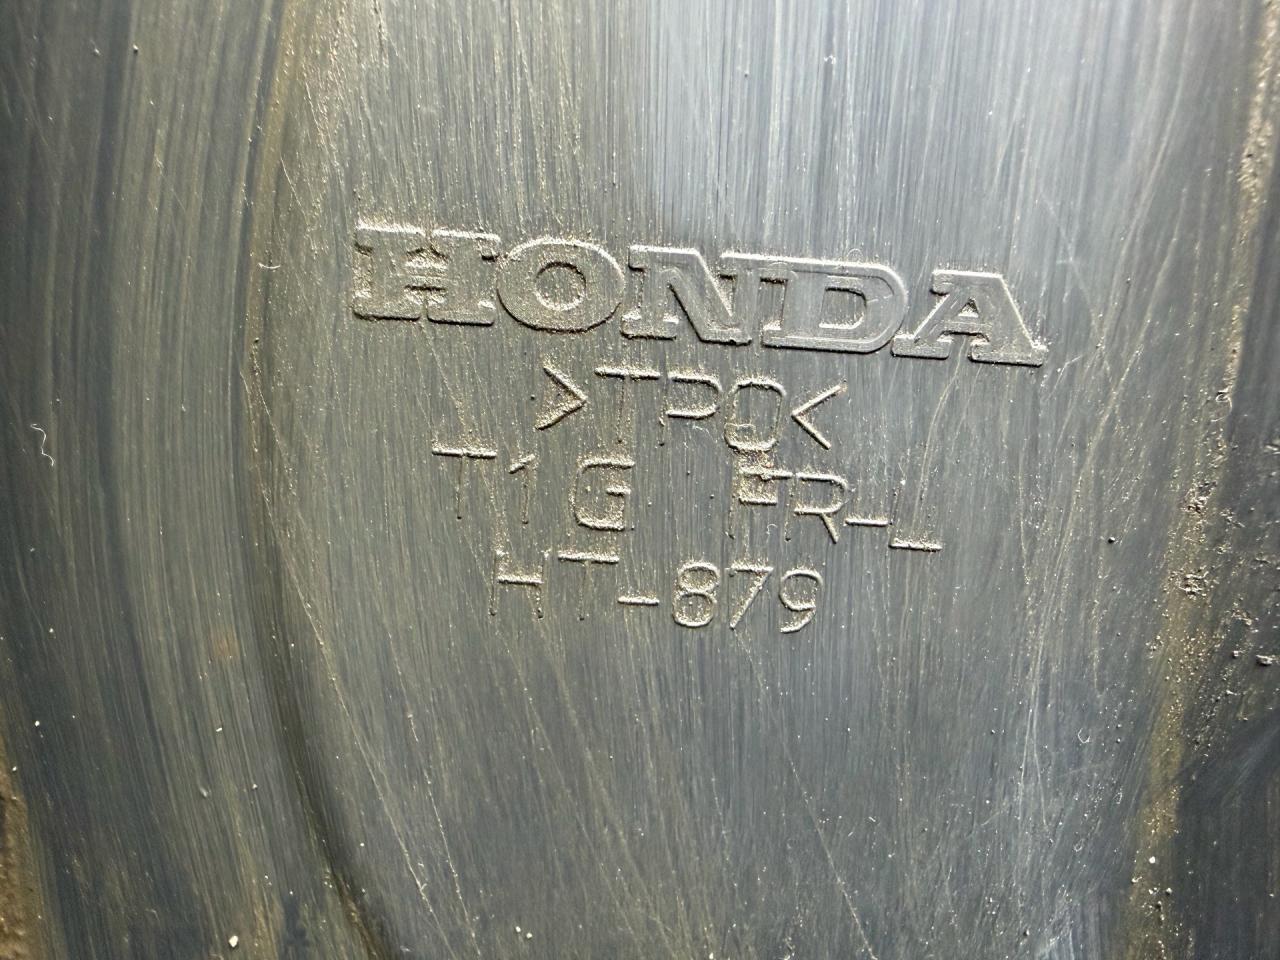 HONDA
>TPO<
T1G FR-L
HT-879